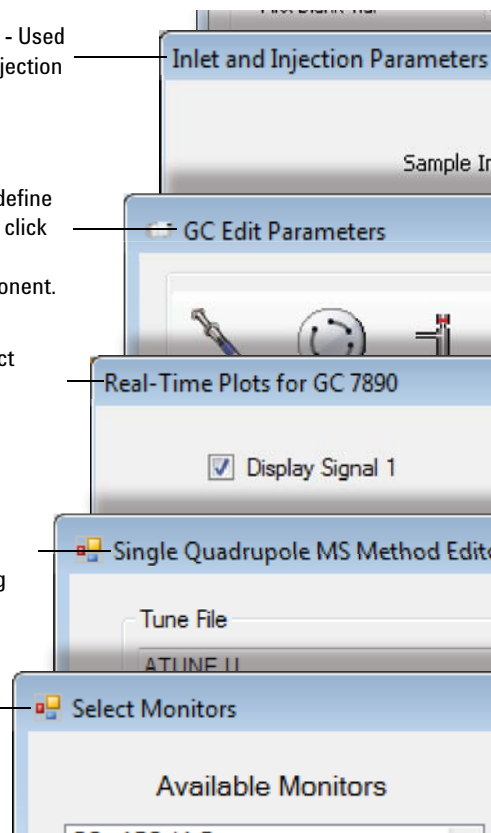 - Used
jection
Inlet and Injection Parameters
Sample
define
click
GC Edit Parameters
onent.
ct
Real-Time Plots for GC 7890
Display Signal 1
Single Quadrupole MS Method Edito
g
Tune File
ATUNE.U
Select Monitors
Available Monitors